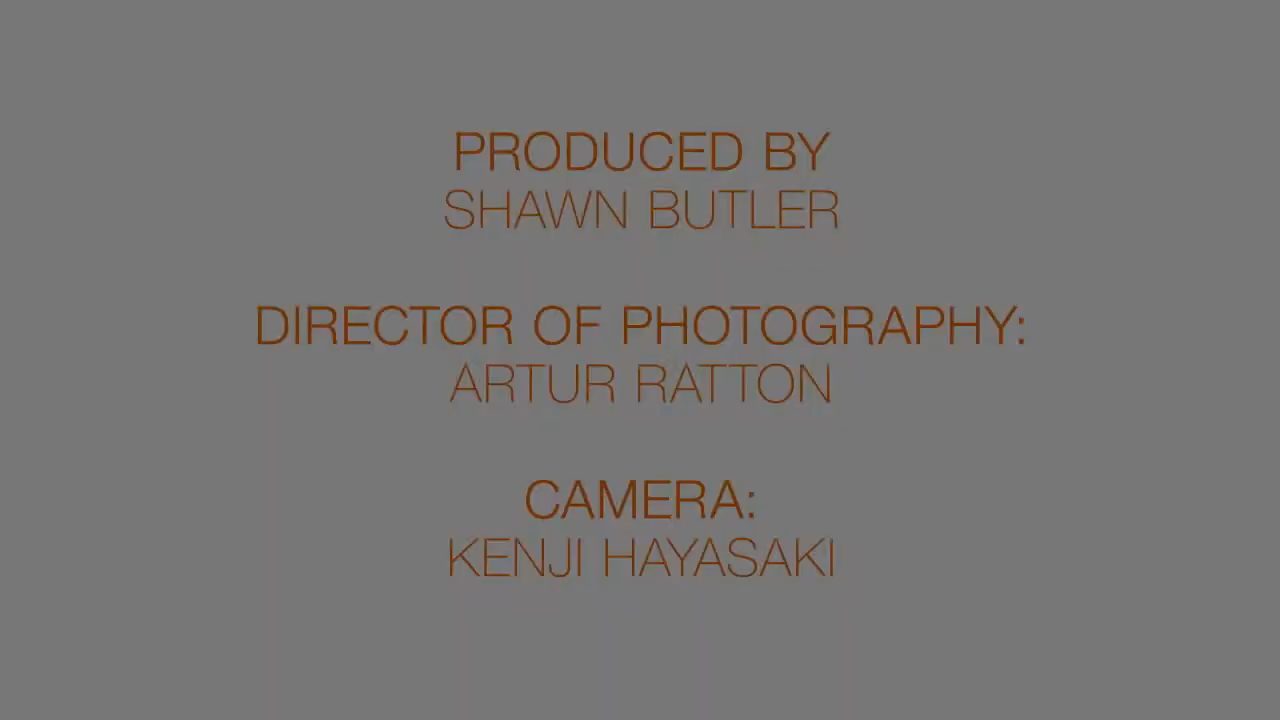 PRODUCED BY
SHAWN BUTLER
DIRECTOR OF PHOTOGRAPHY:
ARTUR RATTON
CAMERA:
KENJI HAYASAKI